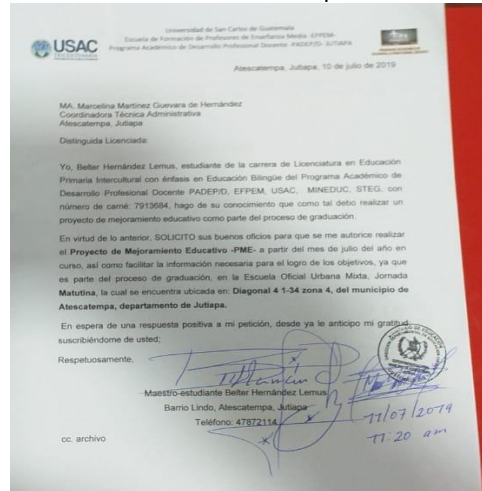 Universidad de San Carlos de Guatemala
Escuela de Formación de Profesores de Enseñanza Media -EFPEM-
Programa Académico de Desarrollo Profesional Docente -PADEP/D- JUTIAPA
USAC
TRICENTENARIA
Atescatempa, Jutiapa, 10 de julio de 2019
MA. Marcelina Martínez Guevara de Hernández
Coordinadora Técnica Administrativa
Atescatempa, Jutiapa
Distinguida Licenciada:
Yo, Belter Hernández Lemus, estudiante de la carrera de Licenciatura en Educación
Primaria Intercultural con énfasis en Educación Bilingüe del Programa Académico de
Desarrollo Profesional Docente PADEP/D, EFPEM, USAC, MINEDUC, STEG, con
número de carné: 7913684, hago de su conocimiento que como tal debo realizar un
proyecto de mejoramiento educativo como parte del proceso de graduación.
En virtud de lo anterior, SOLICITO sus buenos oficios para que se me autorice realizar
el Proyecto de Mejoramiento Educativo -PME- a partir del mes de julio del año en
curso, así como facilitar la información necesaria para el logro de los objetivos, ya que
es parte del proceso de graduación, en la Escuela Oficial Urbana Mixta, Jornada
Matutina, la cual se encuentra ubicada en: Diagonal 4 1-34 zona 4, del municipio de
Atescatempa, departamento de Jutiapa.
En espera de una respuesta positiva a mi petición, desde ya le anticipo mi gratitud
suscribiéndome de usted;
Respetuosamente,
Maestro-estudiante Belter Hernández Lemus
Barrio Lindo, Atescatempa, Jutiapa
Teléfono: 47872114
11/07/2019
11:20 am
cc. archivo